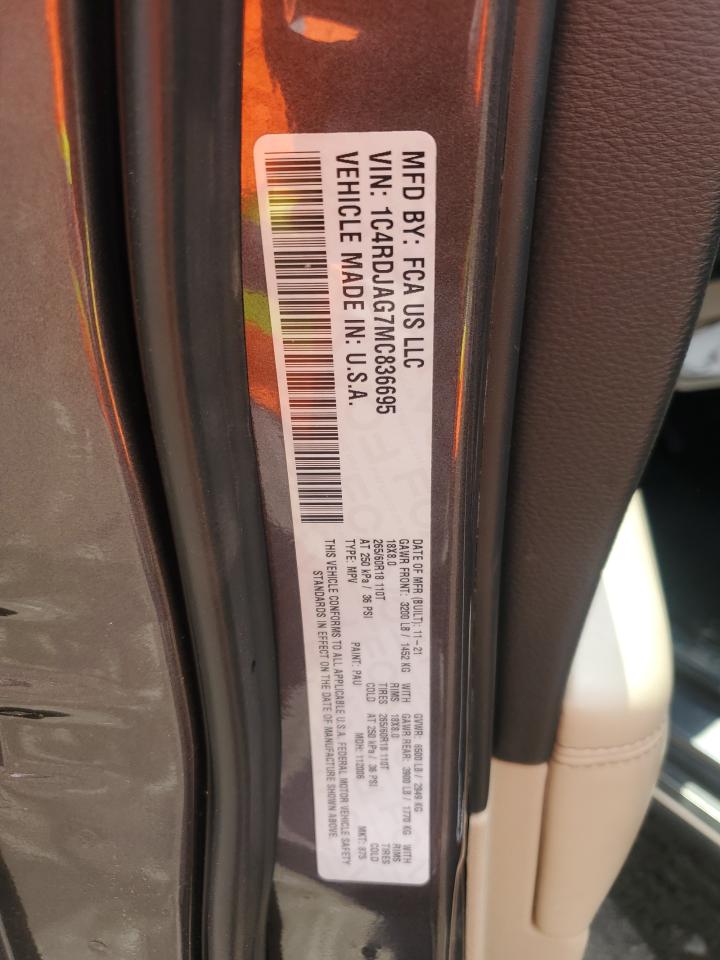 MFD BY: FCA US LLC
VIN: 1C4RDJAG7MC836695
VEHICLE MADE IN: U.S.A.
DATE OF MFR (BUILT): 11-21 GVWR: 6500 LB / 2949 KG
GAWR FRONT: 3200 LB / 1452 KG WITH GAWR REAR: 3900 LB / 1770 KG WITH
18X8.0 RIMS 18X8.0 RIMS
265/60R18 110T TIRES 265/60R18 110T TIRES
AT 250 kPa / 36 PSI COLD AT 250 kPa / 36 PSI COLD
TYPE: MPV PAINT: PAU MDH: 112006 MKT: 875
THIS VEHICLE CONFORMS TO ALL APPLICABLE U.S.A. FEDERAL MOTOR VEHICLE SAFETY
STANDARDS IN EFFECT ON THE DATE OF MANUFACTURE SHOWN ABOVE.